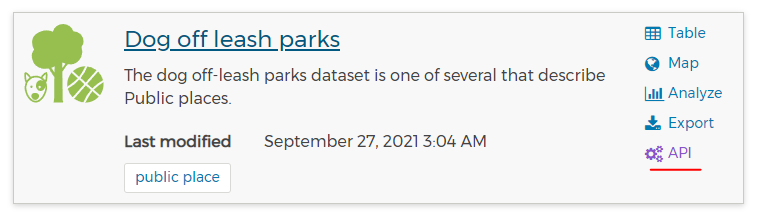 Dog off leash parks
The dog off-leash parks dataset is one of several that describe
Public places.
Last modified September 27, 2021 3:04 AM
public place
Table
Map
Analyze
Export
API